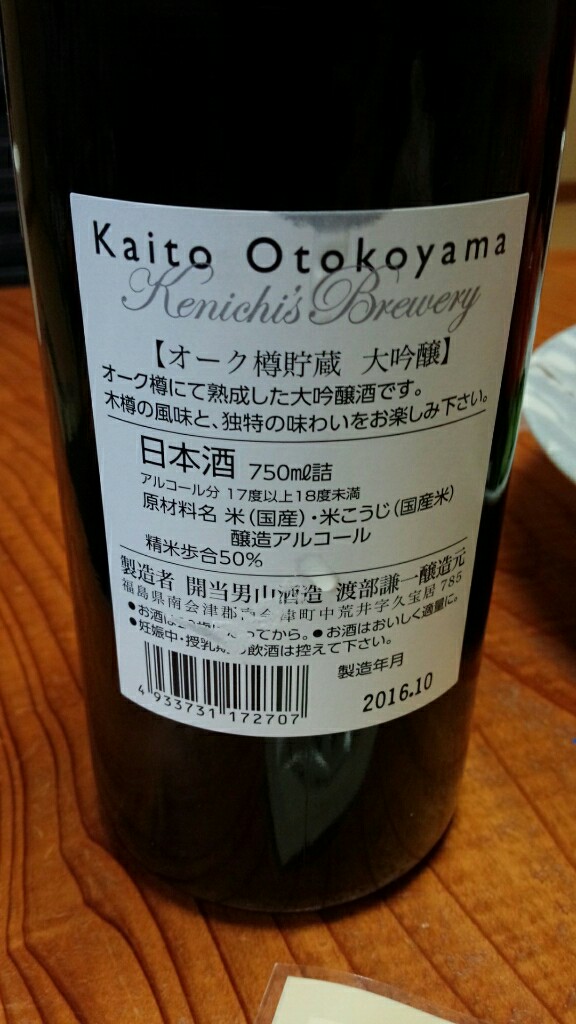 Kaito Otokoyama
Kenichi's Brewery
【オーク樽貯蔵 大吟醸】
オーク樽にて熟成した大吟醸酒です。
木樽の風味と、独特の味わいをお楽しみ下さい。
日本酒 750㎖詰
アルコール分 17度以上18度未満
原材料名 米(国産)・米こうじ(国産米)
醸造アルコール
精米歩合50%
製造者 開当男山酒造 渡部謙一醸造元
福島県南会津郡南会津町中荒井字久宝居785
●お酒は ってから。●お酒はおいしく適量に。
●妊娠中・授乳期の飲酒は控えて下さい。
製造年月
2016.10
4 933731 172707